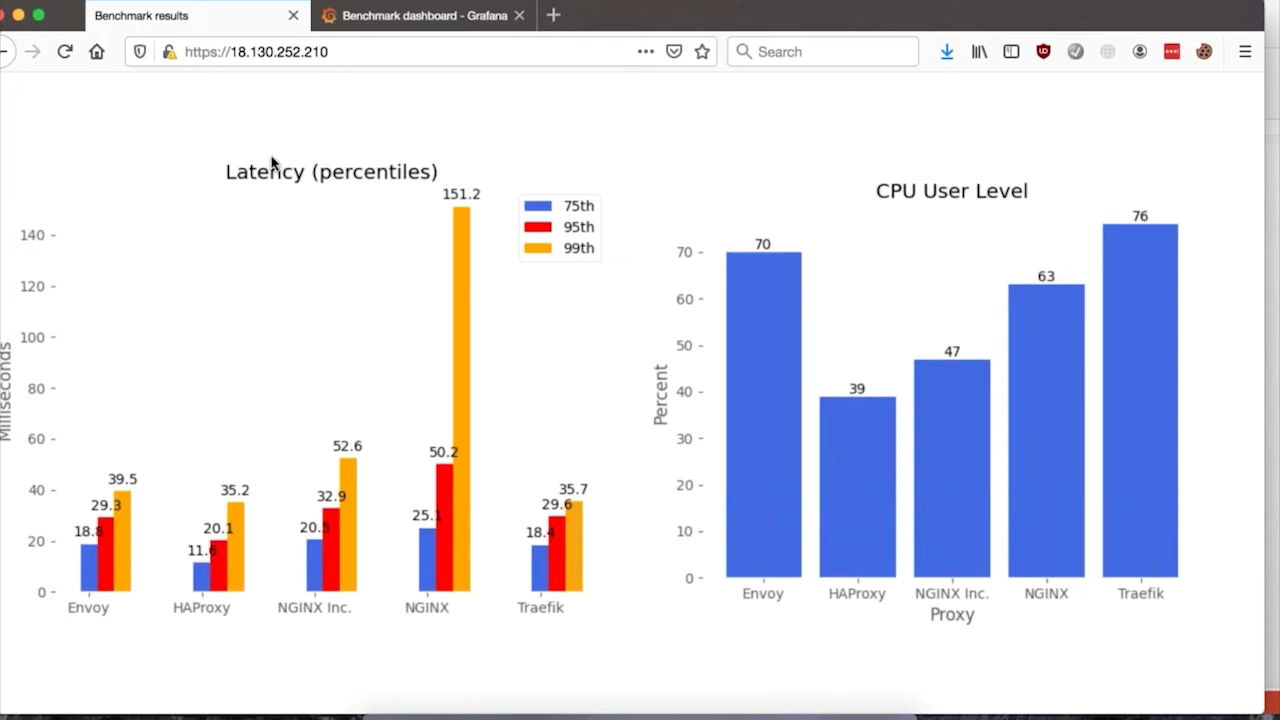 Benchmark results
Benchmark dashboard - Grafana
https://18.130.252.210
Search
Latency (percentiles)
75th
95th
99th
Milliseconds
140
120
100
80
60
40
20
0
18.8
29.3
39.5
11.6
20.1
35.2
20.5
32.9
52.6
25.1
50.2
151.2
18.4
29.6
35.7
Envoy
HAProxy
NGINX Inc.
NGINX
Traefik
CPU User Level
Percent
70
60
50
40
30
20
10
0
70
39
47
63
76
Envoy
HAProxy
NGINX Inc.
NGINX
Traefik
Proxy